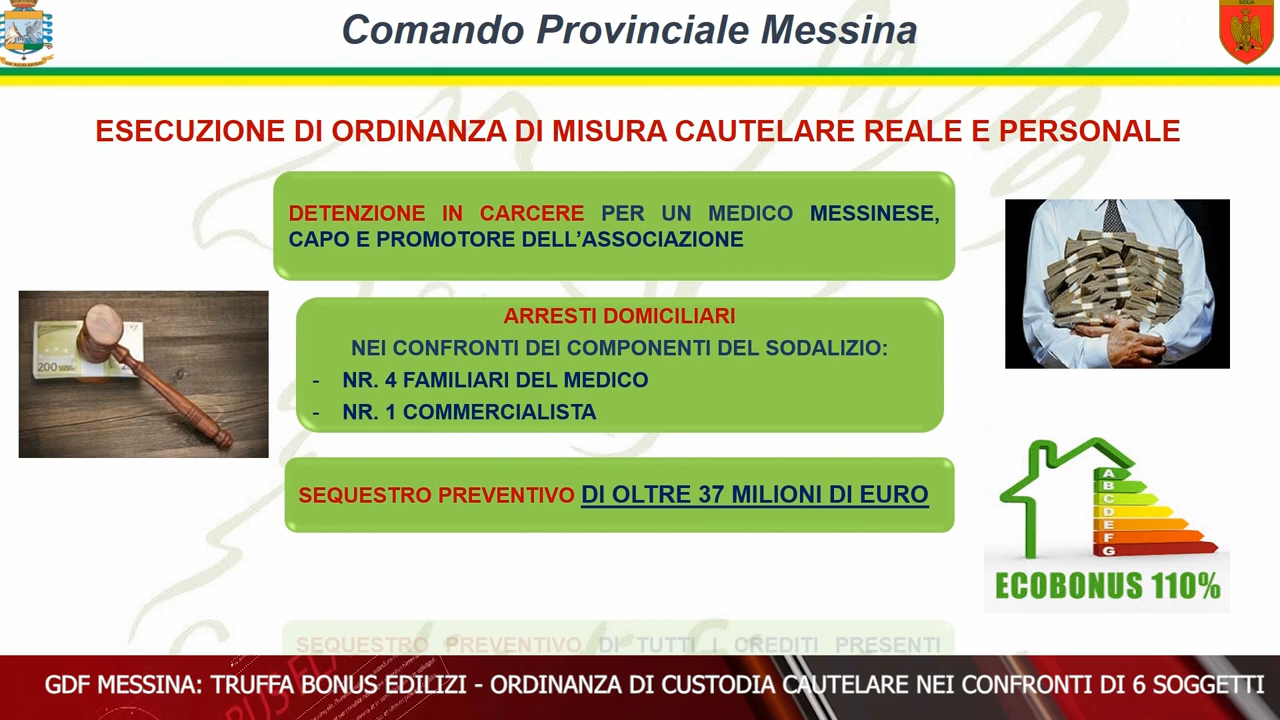 Comando Provinciale Messina
SICILIA
ESECUZIONE DI ORDINANZA DI MISURA CAUTELARE REALE E PERSONALE
DETENZIONE IN CARCERE PER UN MEDICO MESSINESE,
CAPO E PROMOTORE DELL'ASSOCIAZIONE
ARRESTI DOMICILIARI
NEI CONFRONTI DEI COMPONENTI DEL SODALIZIO:
- NR. 4 FAMILIARI DEL MEDICO
- NR. 1 COMMERCIALISTA
200
SEQUESTRO PREVENTIVO DI OLTRE 37 MILIONI DI EURO
A
B
C
D
E
F
G
ECOBONUS 110%
SEQUESTRO PREVENTIVO DI TUTTI I CREDITI PRESENTI
GDF MESSINA: TRUFFA BONUS EDILIZI - ORDINANZA DI CUSTODIA CAUTELARE NEI CONFRONTI DI 6 SOGGETTI